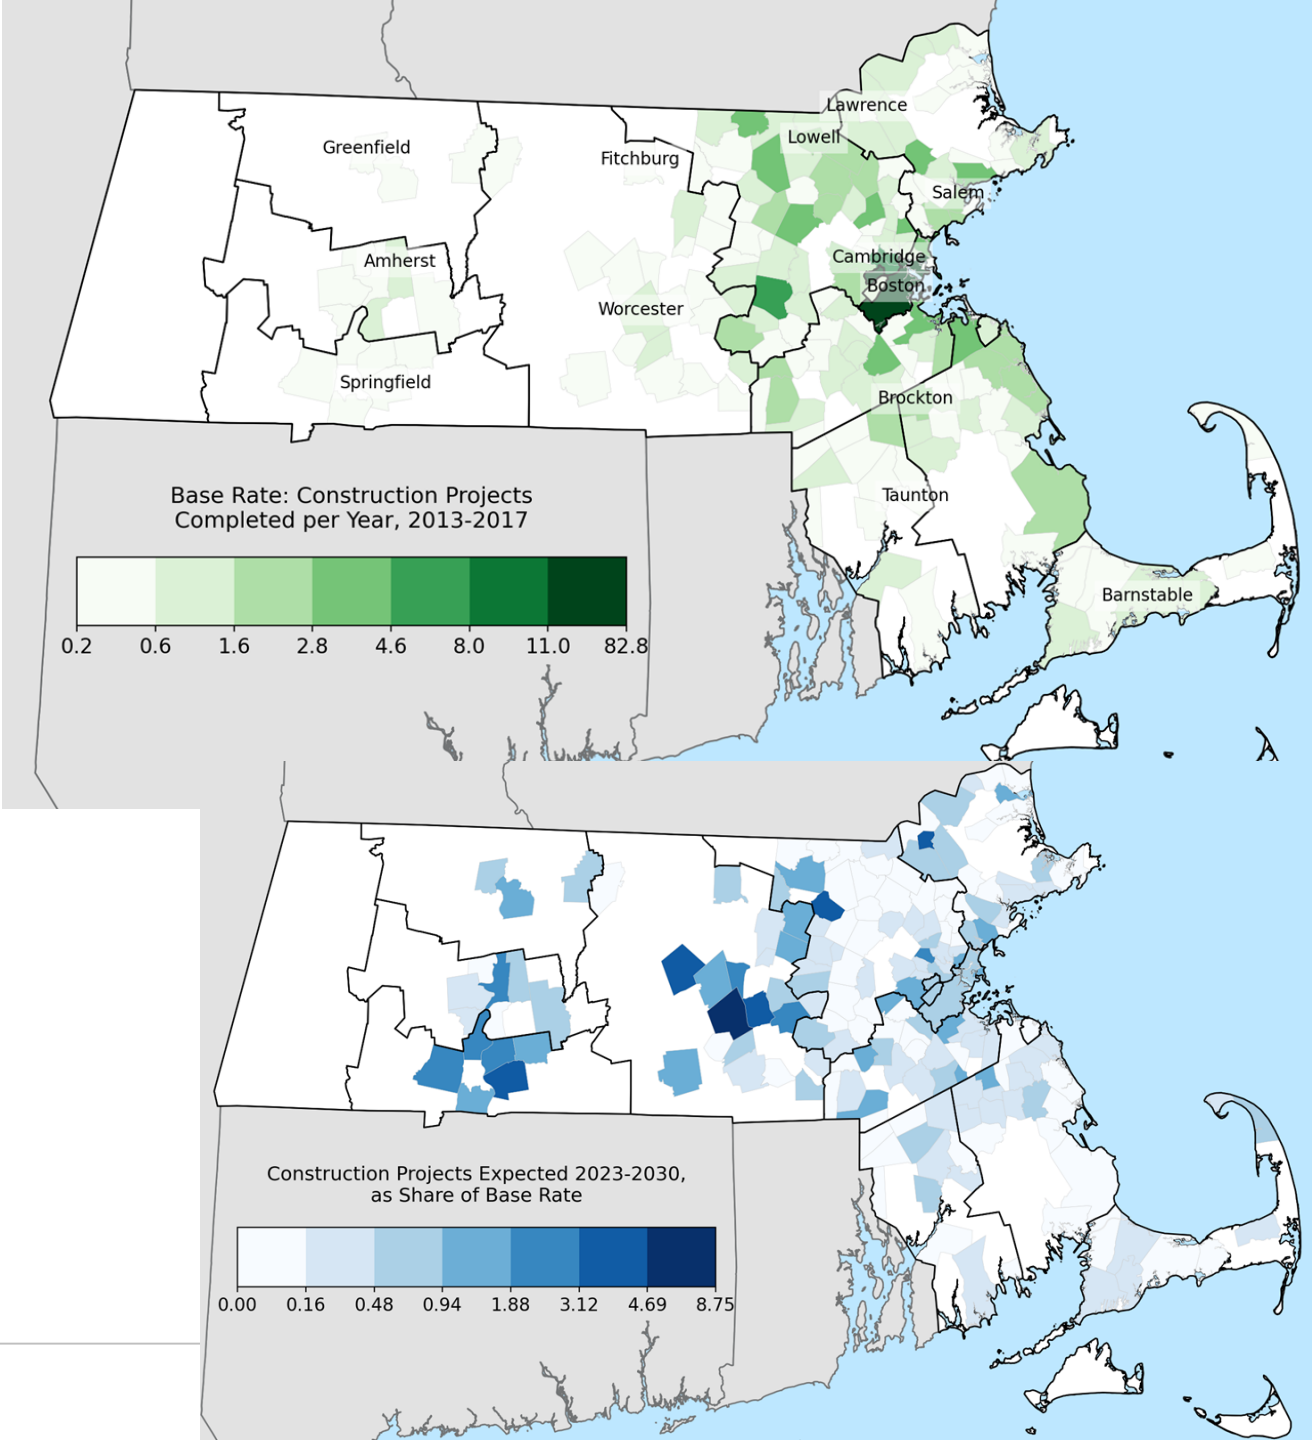 Lawrence
Lowell
Greenfield
Fitchburg
Salem
Cambridge
Amherst
Boston
Worcester
Springfield
Brockton
Taunton
Barnstable
Base Rate: Construction Projects
Completed per Year, 2013-2017
0.2 0.6 1.6 2.8 4.6 8.0 11.0 82.8
Construction Projects Expected 2023-2030,
as Share of Base Rate
0.00 0.16 0.48 0.94 1.88 3.12 4.69 8.75